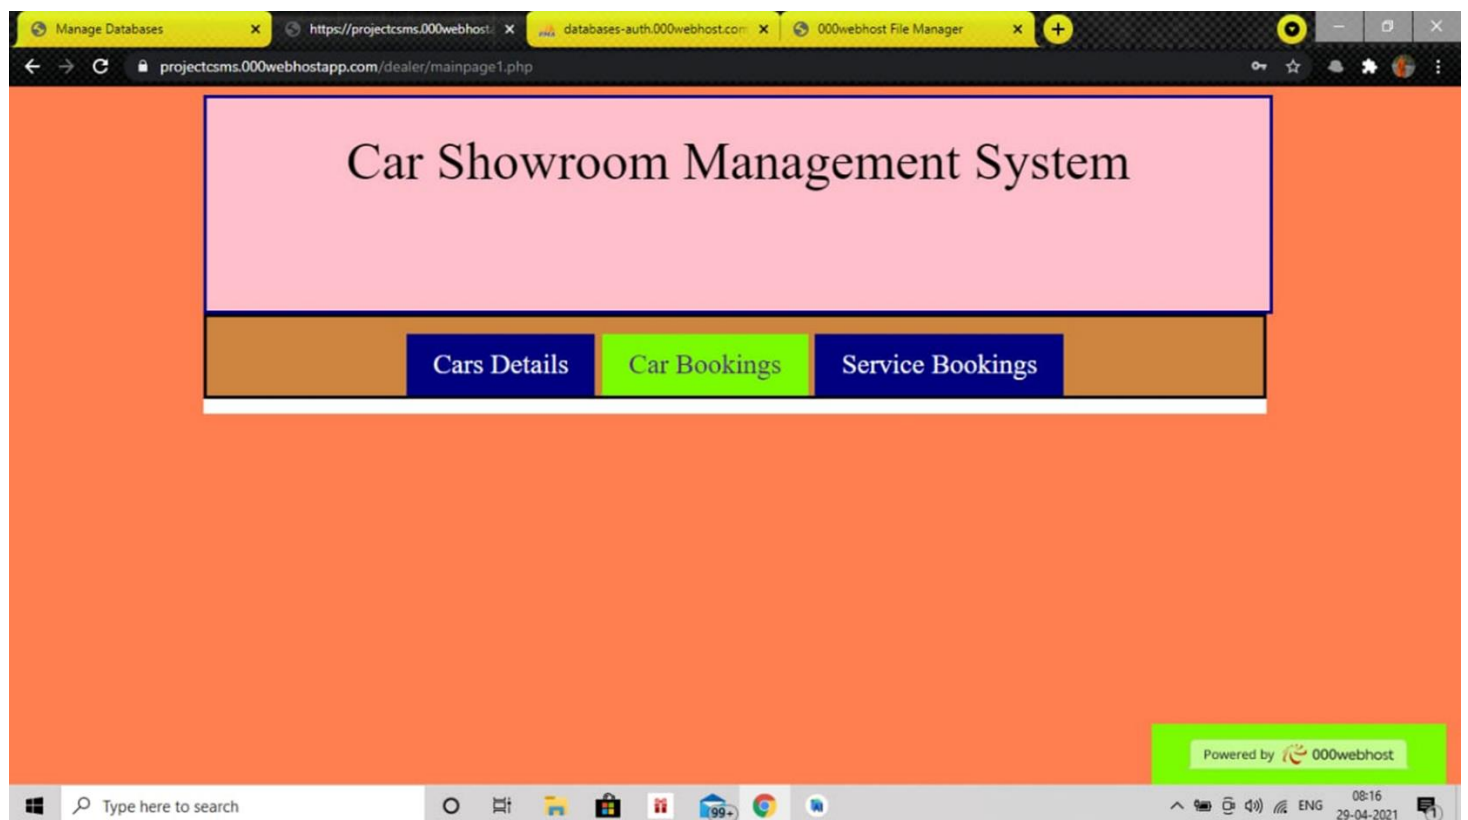 Manage Databases
https://projectcsms.000webhost
databases-auth.000webhost.com
000webhost File Manager
projectcsms.000webhostapp.com/dealer/mainpage1.php
Car Showroom Management System
Cars Details
Car Bookings
Service Bookings
Powered by 000webhost
Type here to search
99+
ENG
08:16
29-04-2021
1